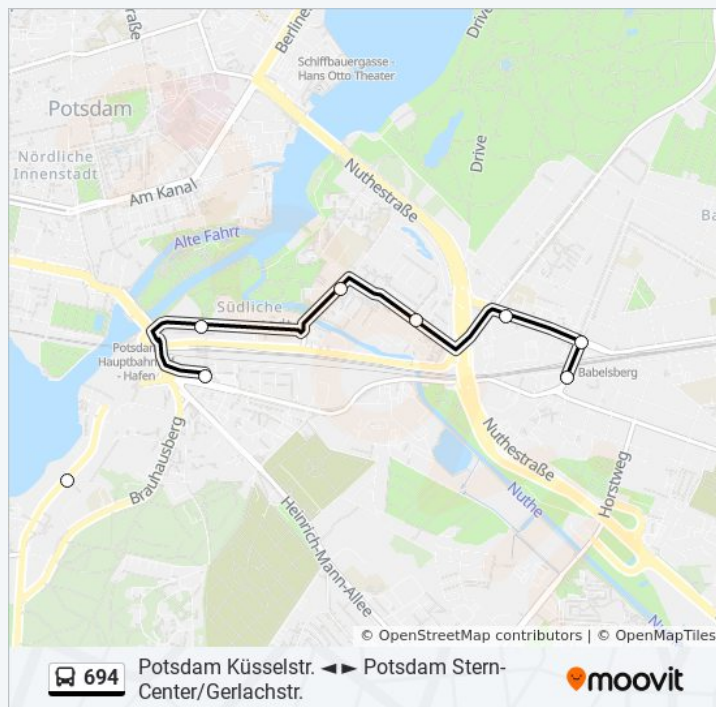 Berliner
Drive
Schiffbauergasse -
Hans Otto Theater
Potsdam
Nördliche
Innenstadt
Am Kanal
Drive
Nuthestraße
Alte Fahrt
Südliche
Potsdam
Hauptbahn
- Hafen
Babelsberg
Brauhausberg
Nuthestraße
Nuthe
Horstweg
Heinrich-Mann-Allee
© OpenStreetMap contributors | © OpenMapTiles
694
Potsdam Küsselstr. ◄ ► Potsdam Stern-
Center/Gerlachstr.
moovit